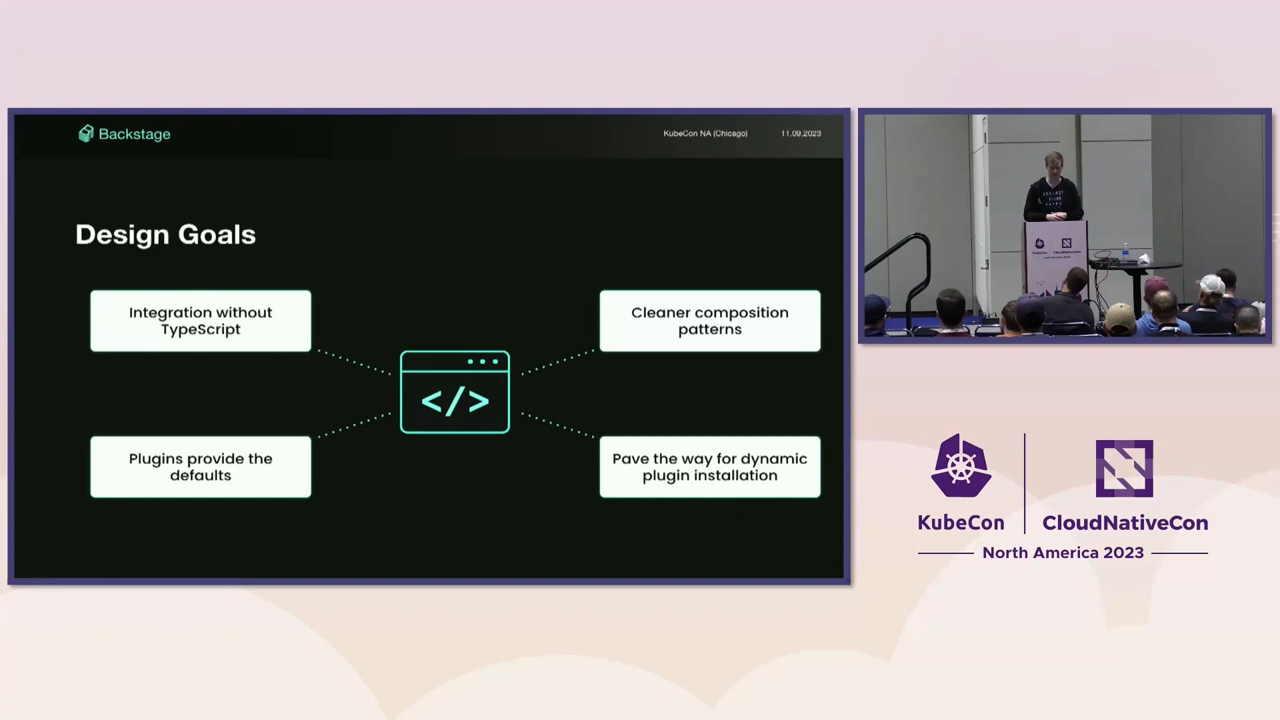 Backstage
KubeCon NA (Chicago)
11.09.2023
Design Goals
Integration without
TypeScript
Cleaner composition
patterns
</>
Plugins provide the
defaults
Pave the way for dynamic
plugin installation
KubeCon
CloudNativeCon
North America 2023